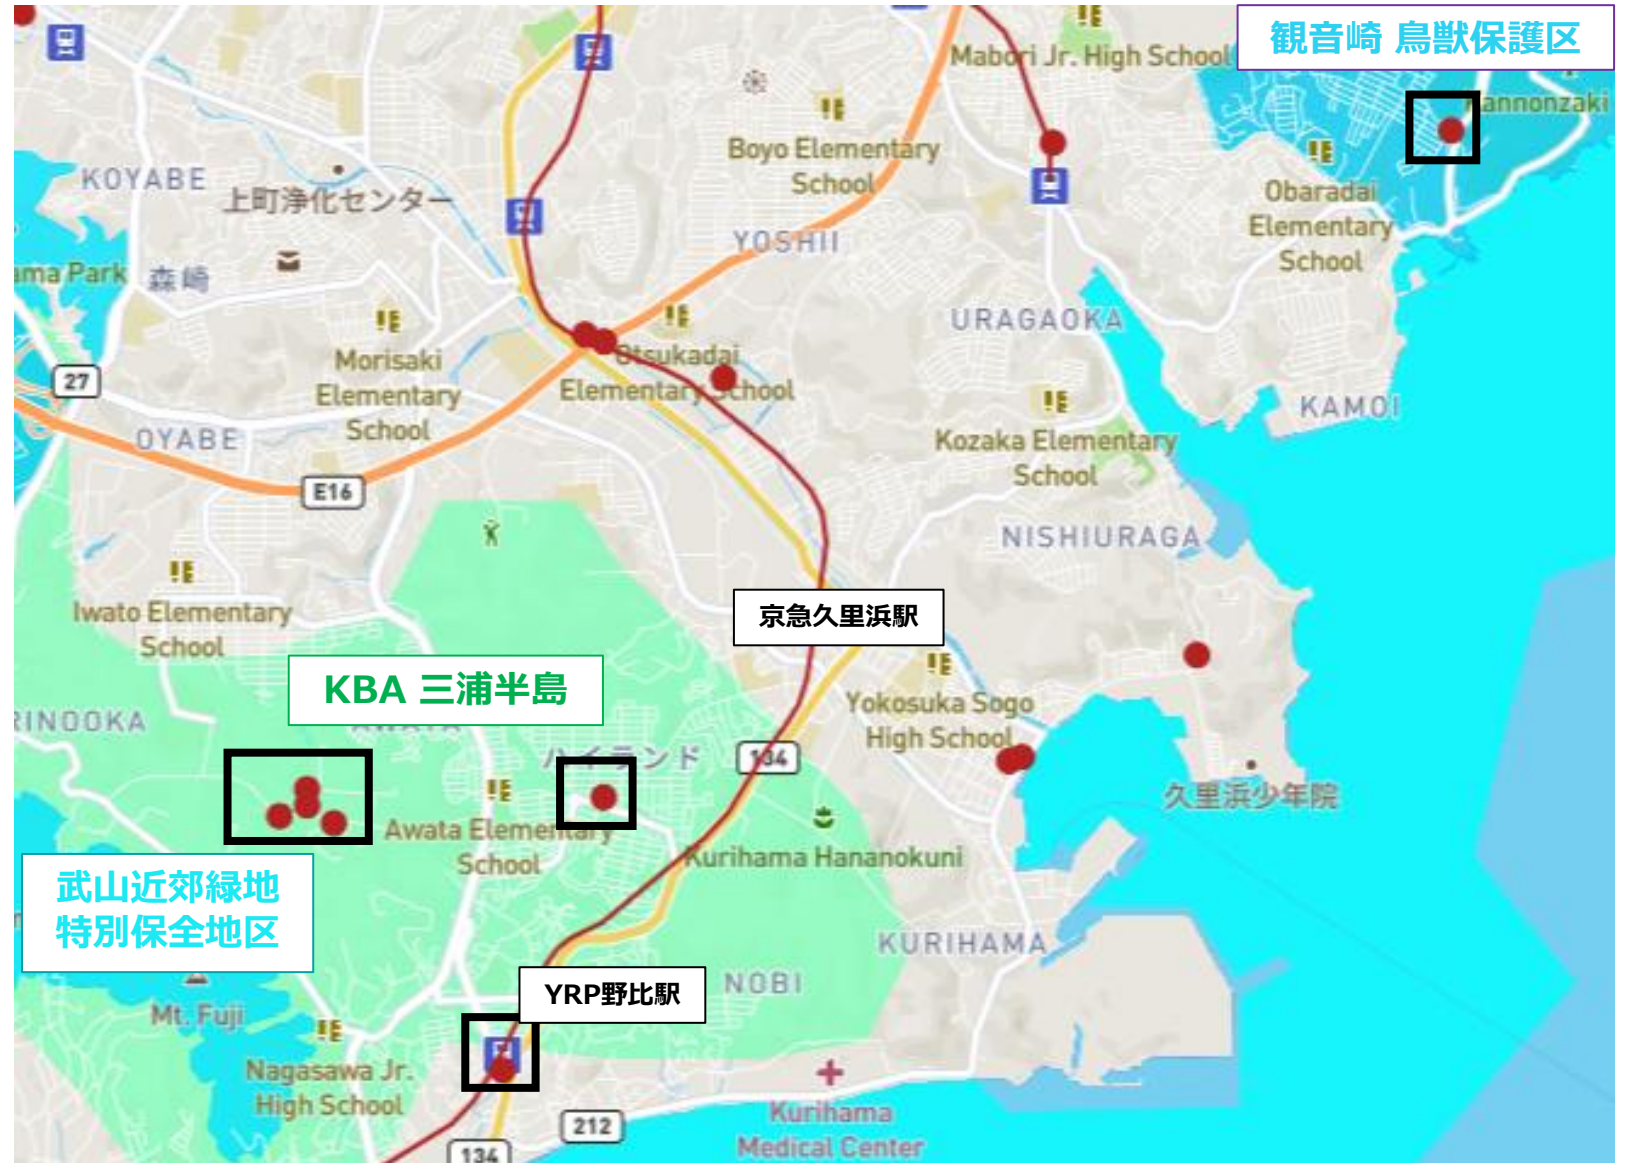 観音崎 鳥獣保護区
Mabori Jr. High School
Kannonzaki
Boyo Elementary
School
KOYABE
上町浄化センター
Obaradai
Elementary
School
YOSHII
ama Park
森崎
URAGAOKA
Morisaki
Elementary
School
Otsukadai
Elementary School
27
KAMOI
OYABE
Kozaka Elementary
School
E16
NISHIURAGA
Iwato Elementary
School
京急久里浜駅
KBA 三浦半島
RINOOKA
AWATA
Yokosuka Sogo
High School
ハイランド
134
久里浜少年院
Awata Elementary
School
Kurihama Hananokuni
武山近郊緑地
特別保全地区
KURIHAMA
YRP野比駅
NOBI
Mt. Fuji
Nagasawa Jr.
High School
212
Kurihama
Medical Center
134